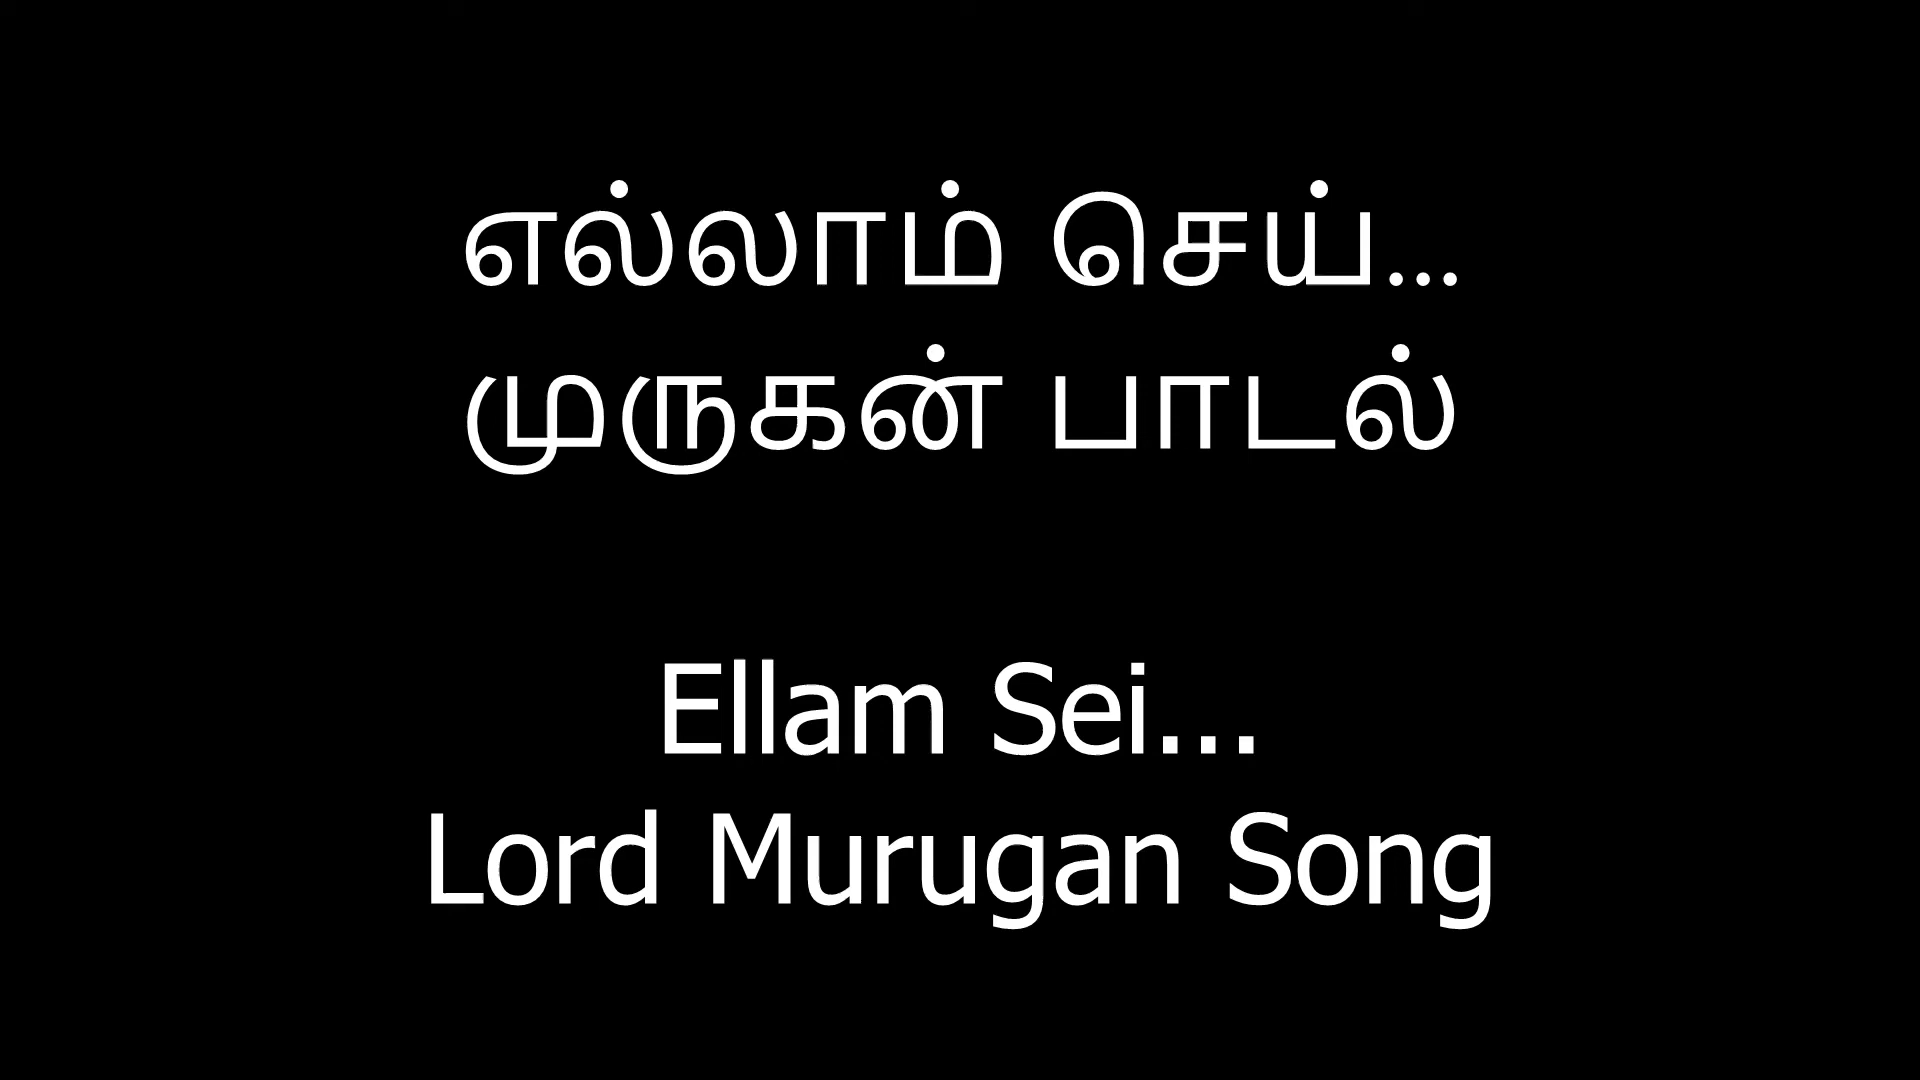 எல்லாம் செய்...
முருகன் பாடல்
Ellam Sei...
Lord Murugan Song